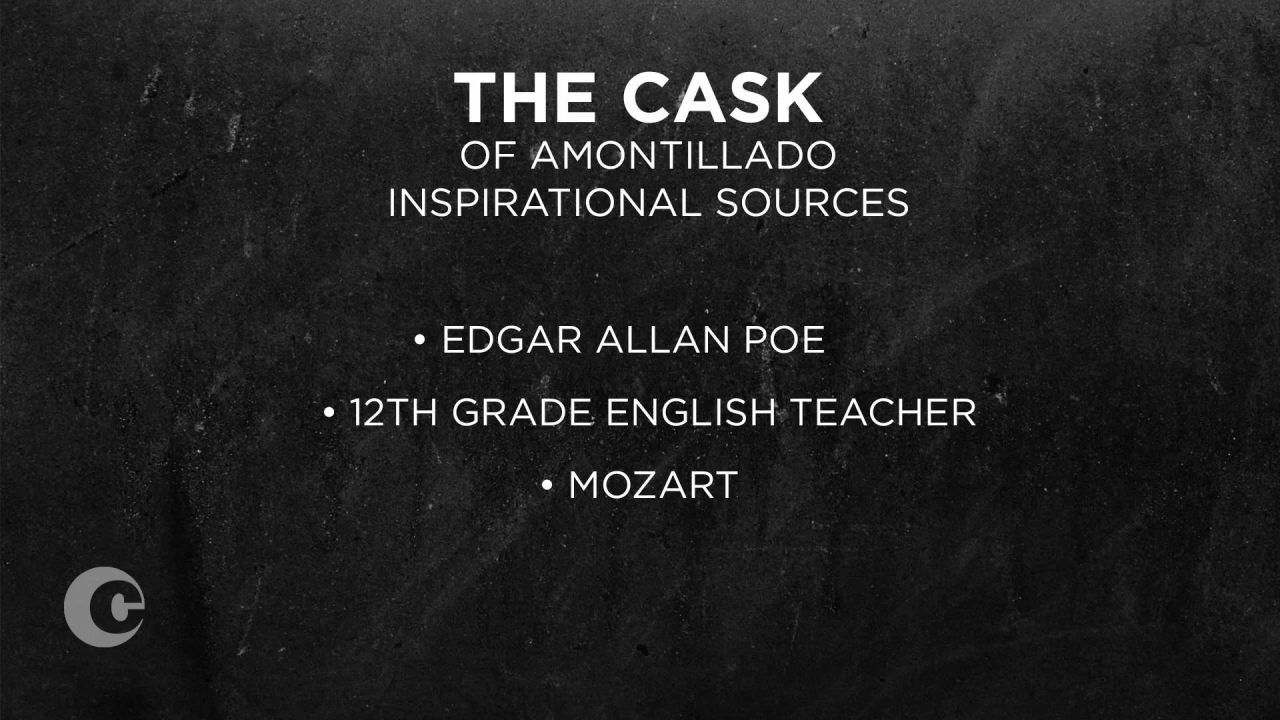 THE CASK
OF AMONTILLADO
INSPIRATIONAL SOURCES
• EDGAR ALLAN POE
• 12TH GRADE ENGLISH TEACHER
• MOZART